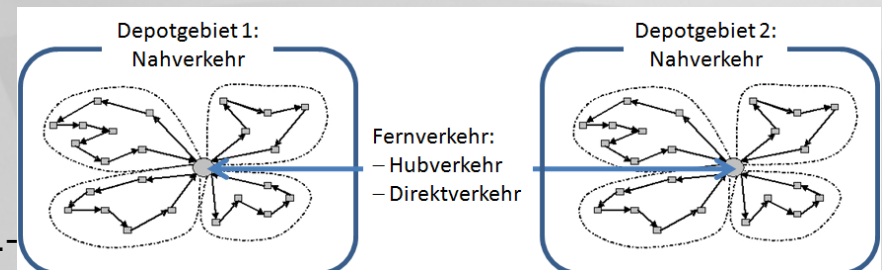 Depotgebiet 1:
Nahverkehr
Depotgebiet 2:
Nahverkehr
Fernverkehr:
– Hubverkehr
– Direktverkehr